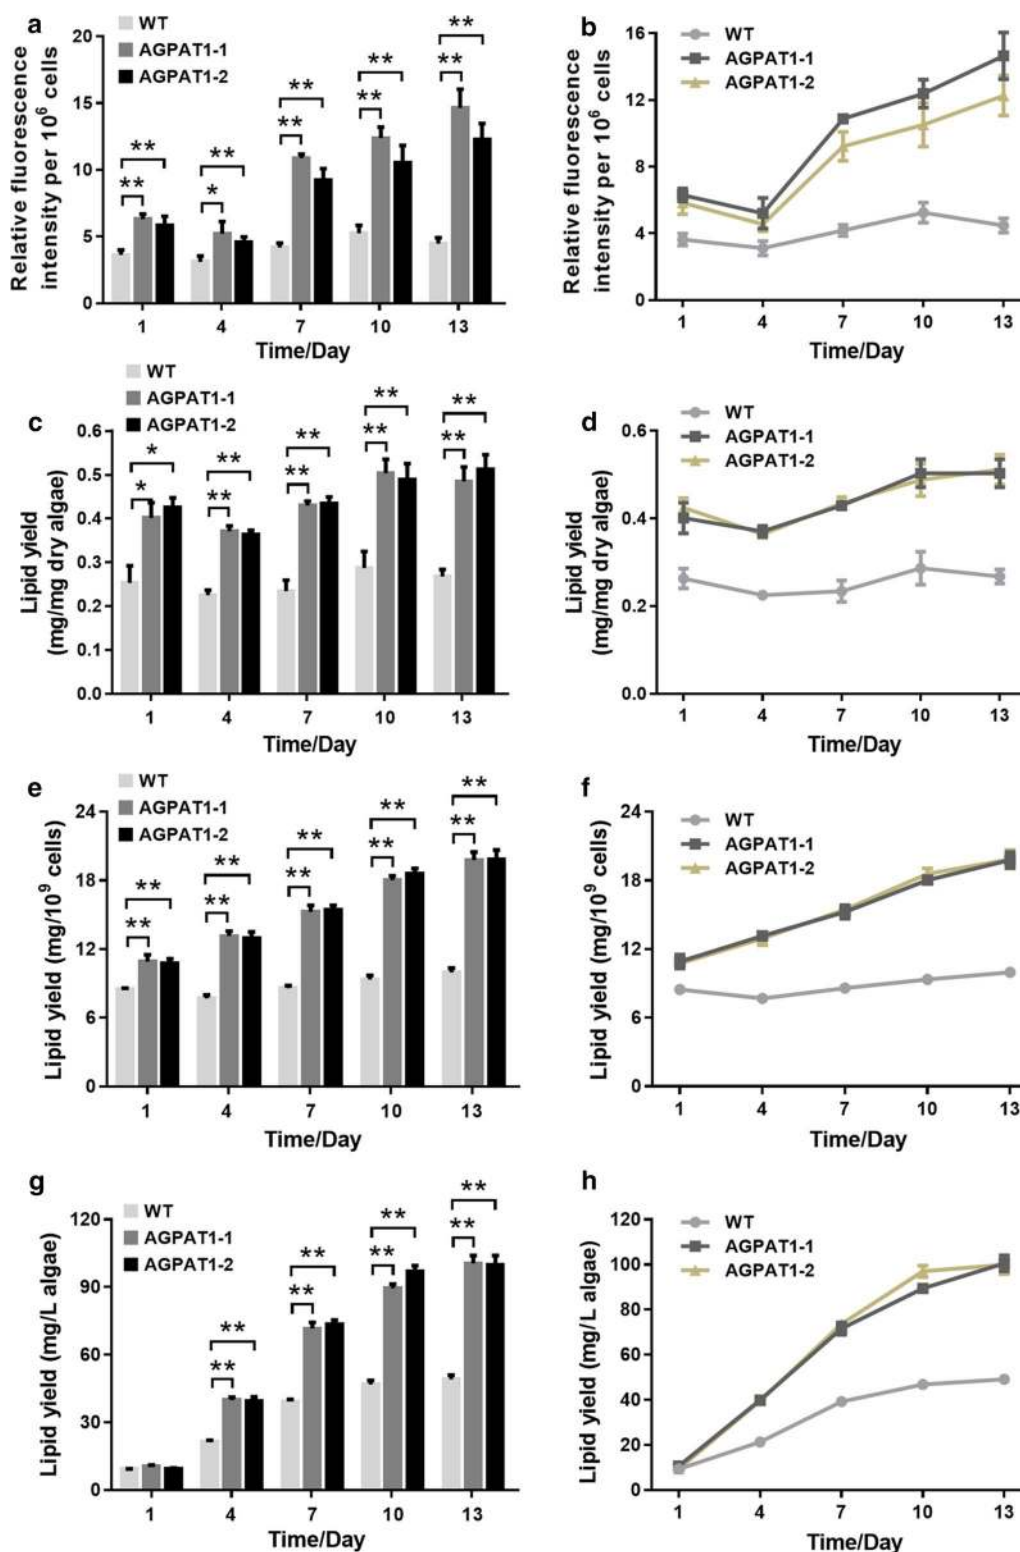 a
WT
AGPAT1-1
AGPAT1-2
Relative fluorescence
intensity per 10⁶ cells
20
15
10
5
0
** ** ** * ** ** ** ** ** **
1 4 7 10 13
Time/Day
b
WT
AGPAT1-1
AGPAT1-2
Relative fluorescence
intensity per 10⁶ cells
16
12
8
4
0
1 4 7 10 13
Time/Day
c
WT
AGPAT1-1
AGPAT1-2
Lipid yield
(mg/mg dry algae)
0.6
0.5
0.4
0.3
0.2
0.1
0.0
* * ** ** ** ** ** ** ** **
1 4 7 10 13
Time/Day
d
WT
AGPAT1-1
AGPAT1-2
Lipid yield
(mg/mg dry algae)
0.6
0.4
0.2
0.0
1 4 7 10 13
Time/Day
e
WT
AGPAT1-1
AGPAT1-2
Lipid yield (mg/10⁹ cells)
24
18
12
6
0
** ** ** ** ** ** ** ** ** **
1 4 7 10 13
Time/Day
f
WT
AGPAT1-1
AGPAT1-2
Lipid yield (mg/10⁹ cells)
24
18
12
6
0
1 4 7 10 13
Time/Day
g
WT
AGPAT1-1
AGPAT1-2
Lipid yield (mg/L algae)
120
90
60
30
0
** ** ** ** ** ** ** **
1 4 7 10 13
Time/Day
h
WT
AGPAT1-1
AGPAT1-2
Lipid yield (mg/L algae)
120
100
80
60
40
20
0
1 4 7 10 13
Time/Day